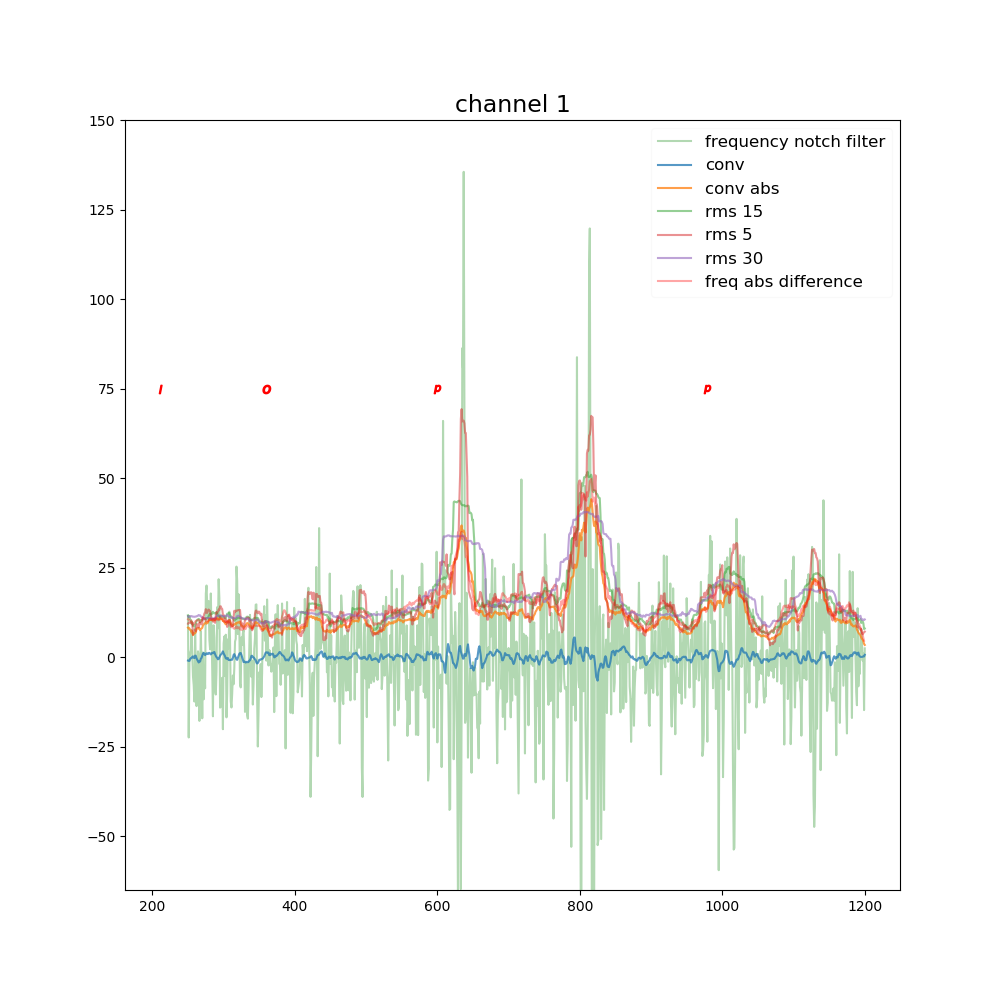 channel 1
150
125
100
75
50
25
0
−25
−50
200 400 600 800 1000 1200
frequency notch filter
conv
conv abs
rms 15
rms 5
rms 30
freq abs difference
I O P P